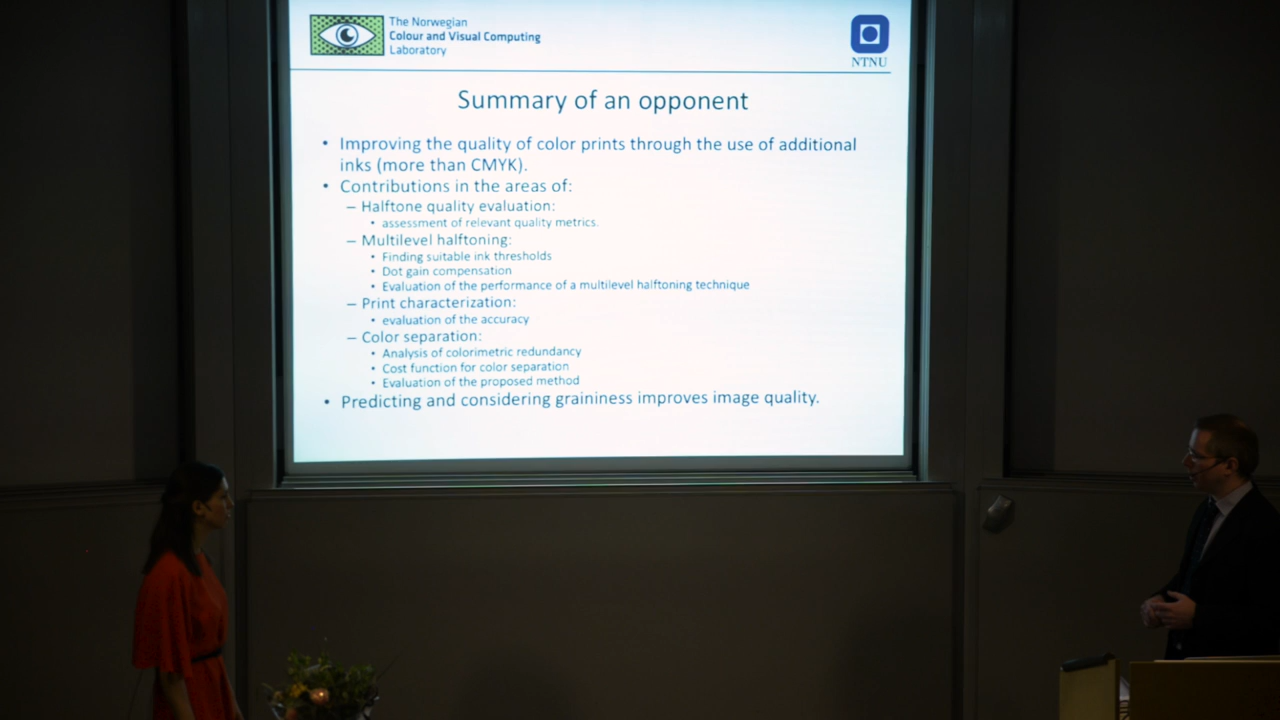 The Norwegian
Colour and Visual Computing
Laboratory
NTNU
Summary of an opponent
• Improving the quality of color prints through the use of additional
inks (more than CMYK).
• Contributions in the areas of:
– Halftone quality evaluation:
• assessment of relevant quality metrics.
– Multilevel halftoning:
• Finding suitable ink thresholds
• Dot gain compensation
• Evaluation of the performance of a multilevel halftoning technique
– Print characterization:
• evaluation of the accuracy
– Color separation:
• Analysis of colorimetric redundancy
• Cost function for color separation
• Evaluation of the proposed method
• Predicting and considering graininess improves image quality.